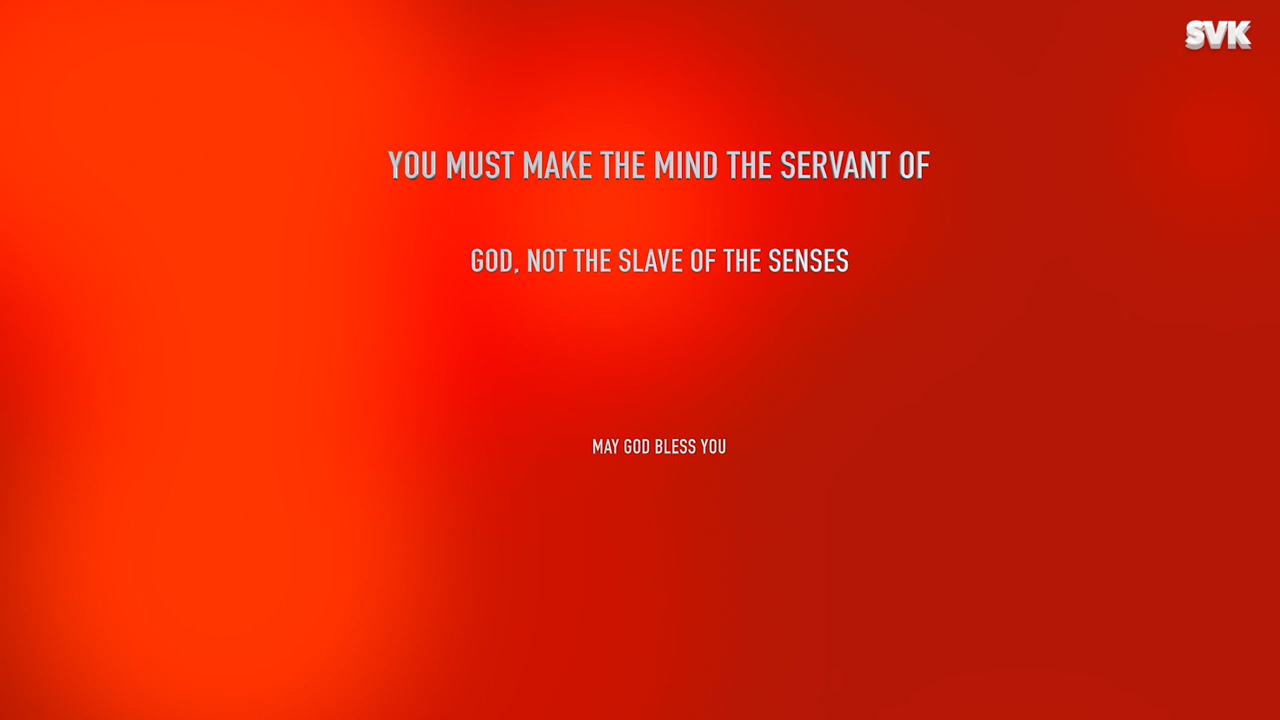 SVK
YOU MUST MAKE THE MIND THE SERVANT OF
GOD, NOT THE SLAVE OF THE SENSES
MAY GOD BLESS YOU